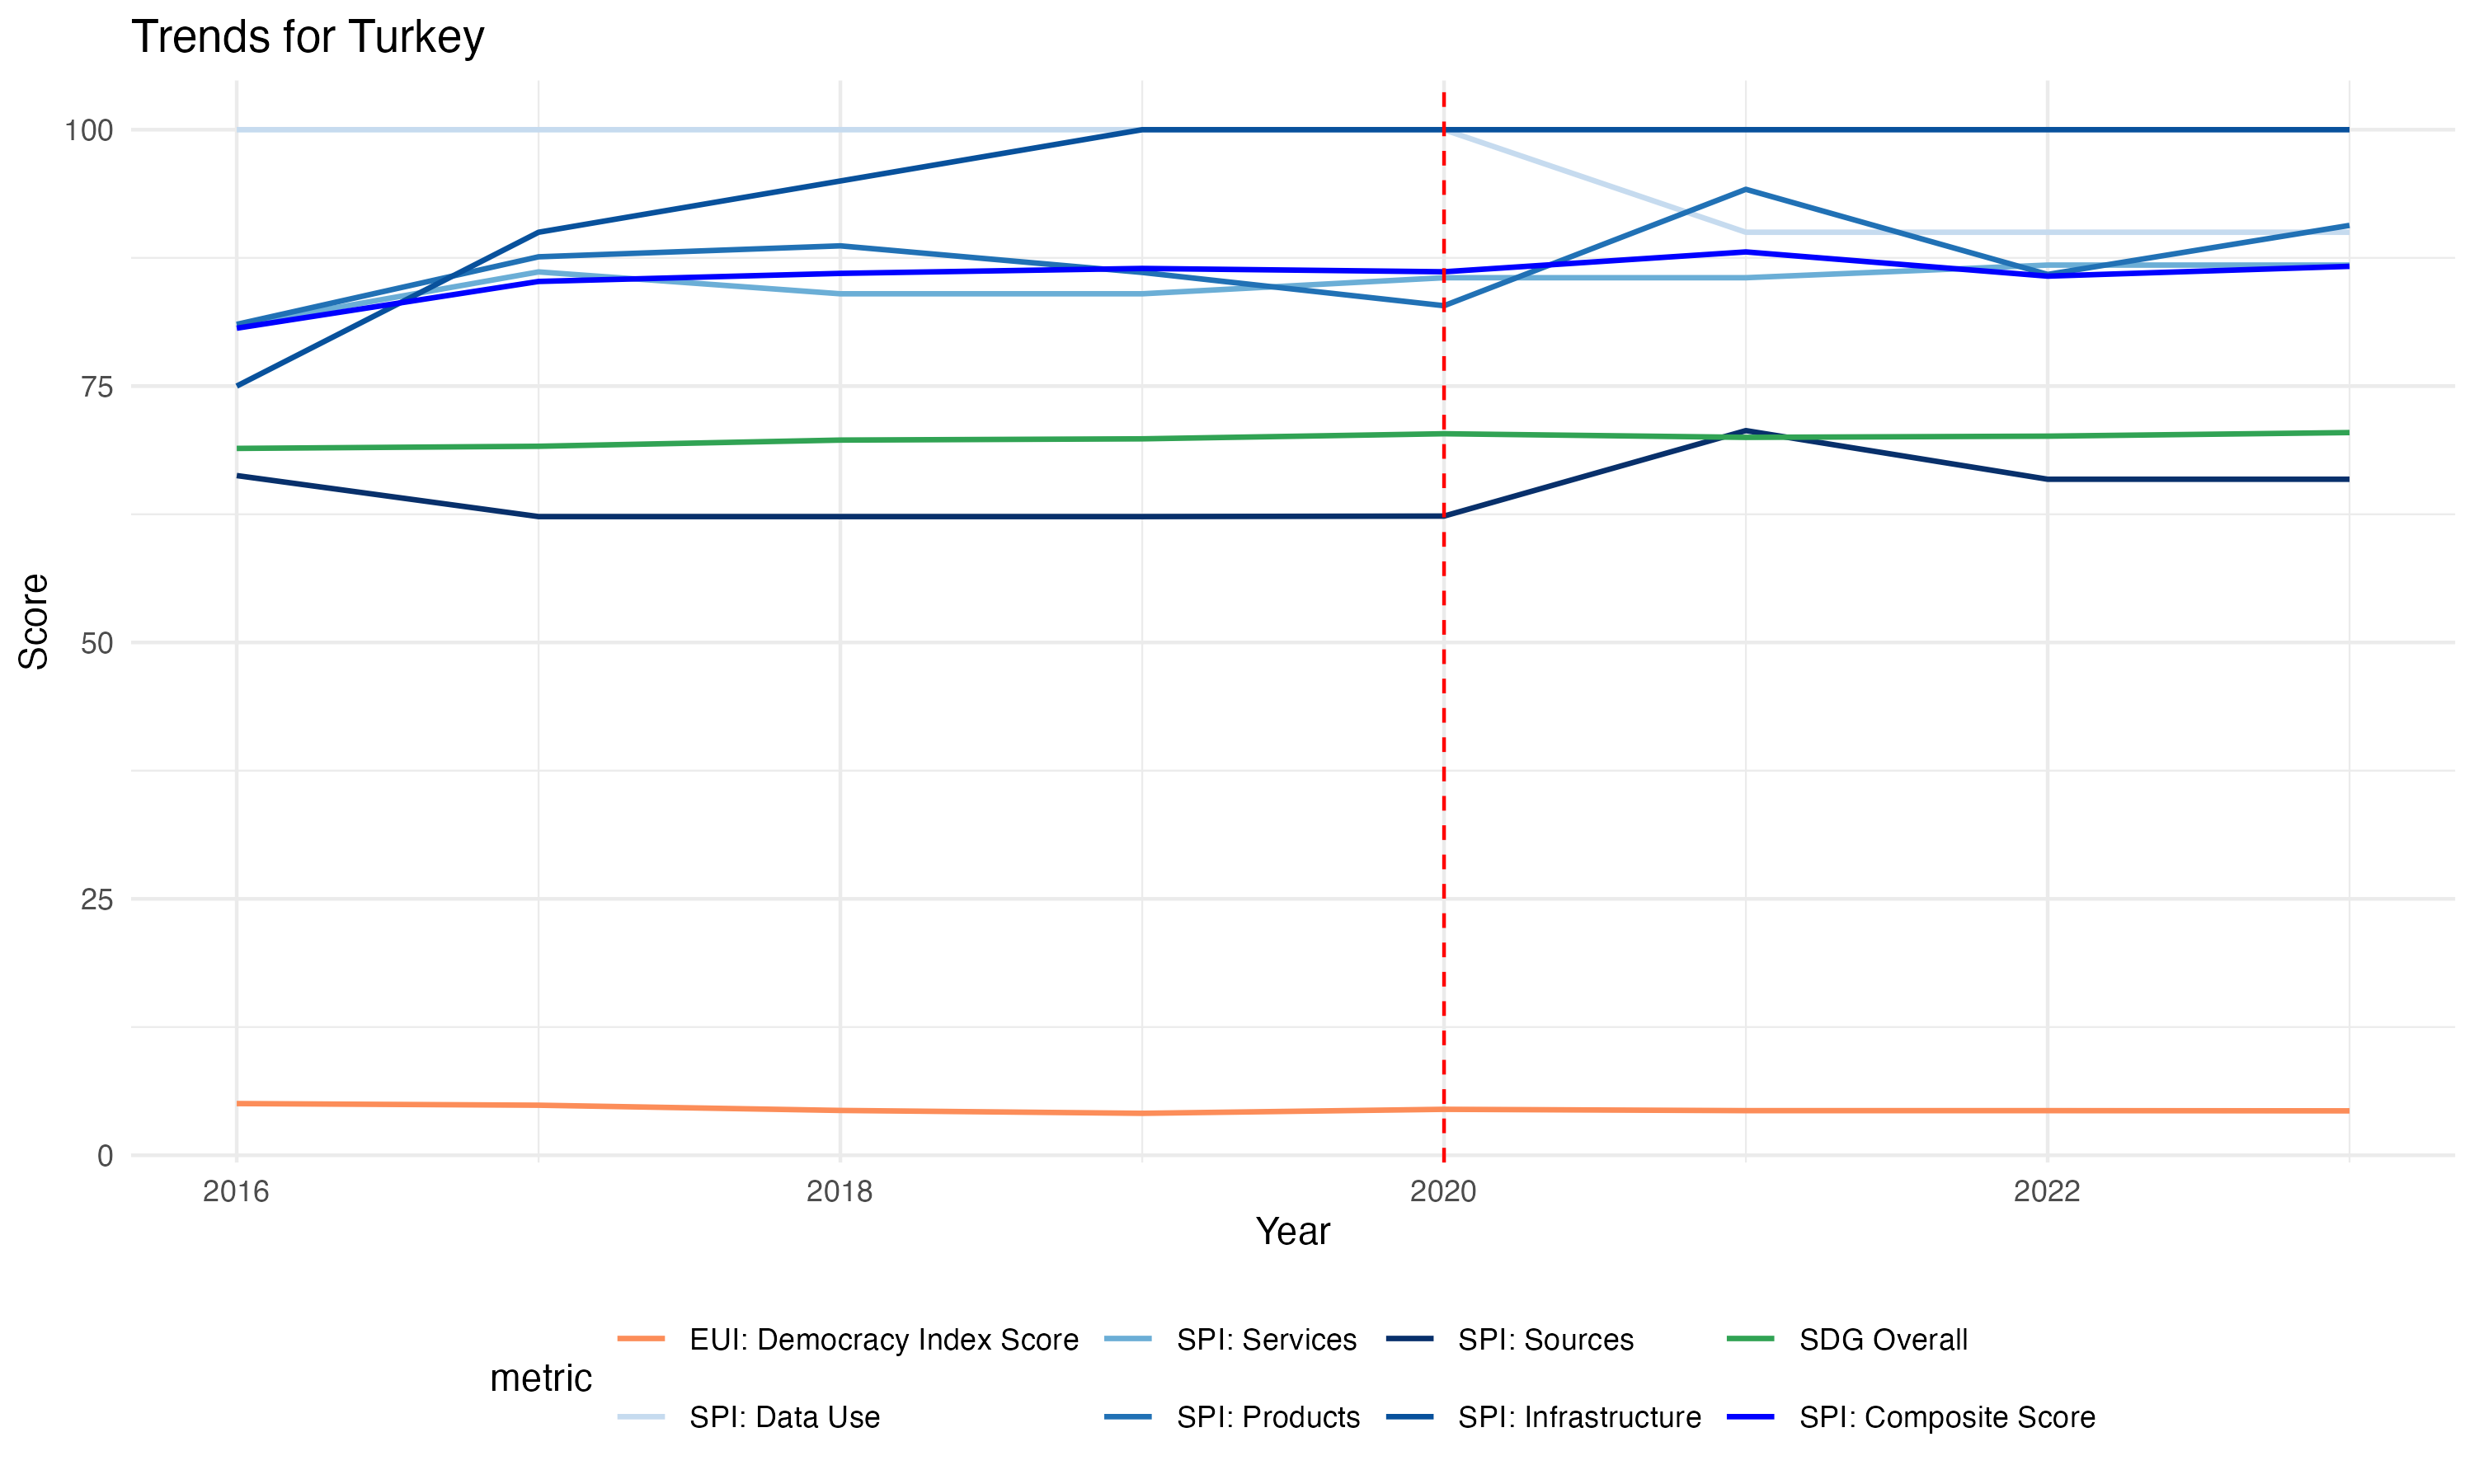 Trends for Turkey
100
75
50
25
0
Score
2016 2018 2020 2022
Year
metric
EUI: Democracy Index Score SPI: Services SPI: Sources SDG Overall
SPI: Data Use SPI: Products SPI: Infrastructure SPI: Composite Score